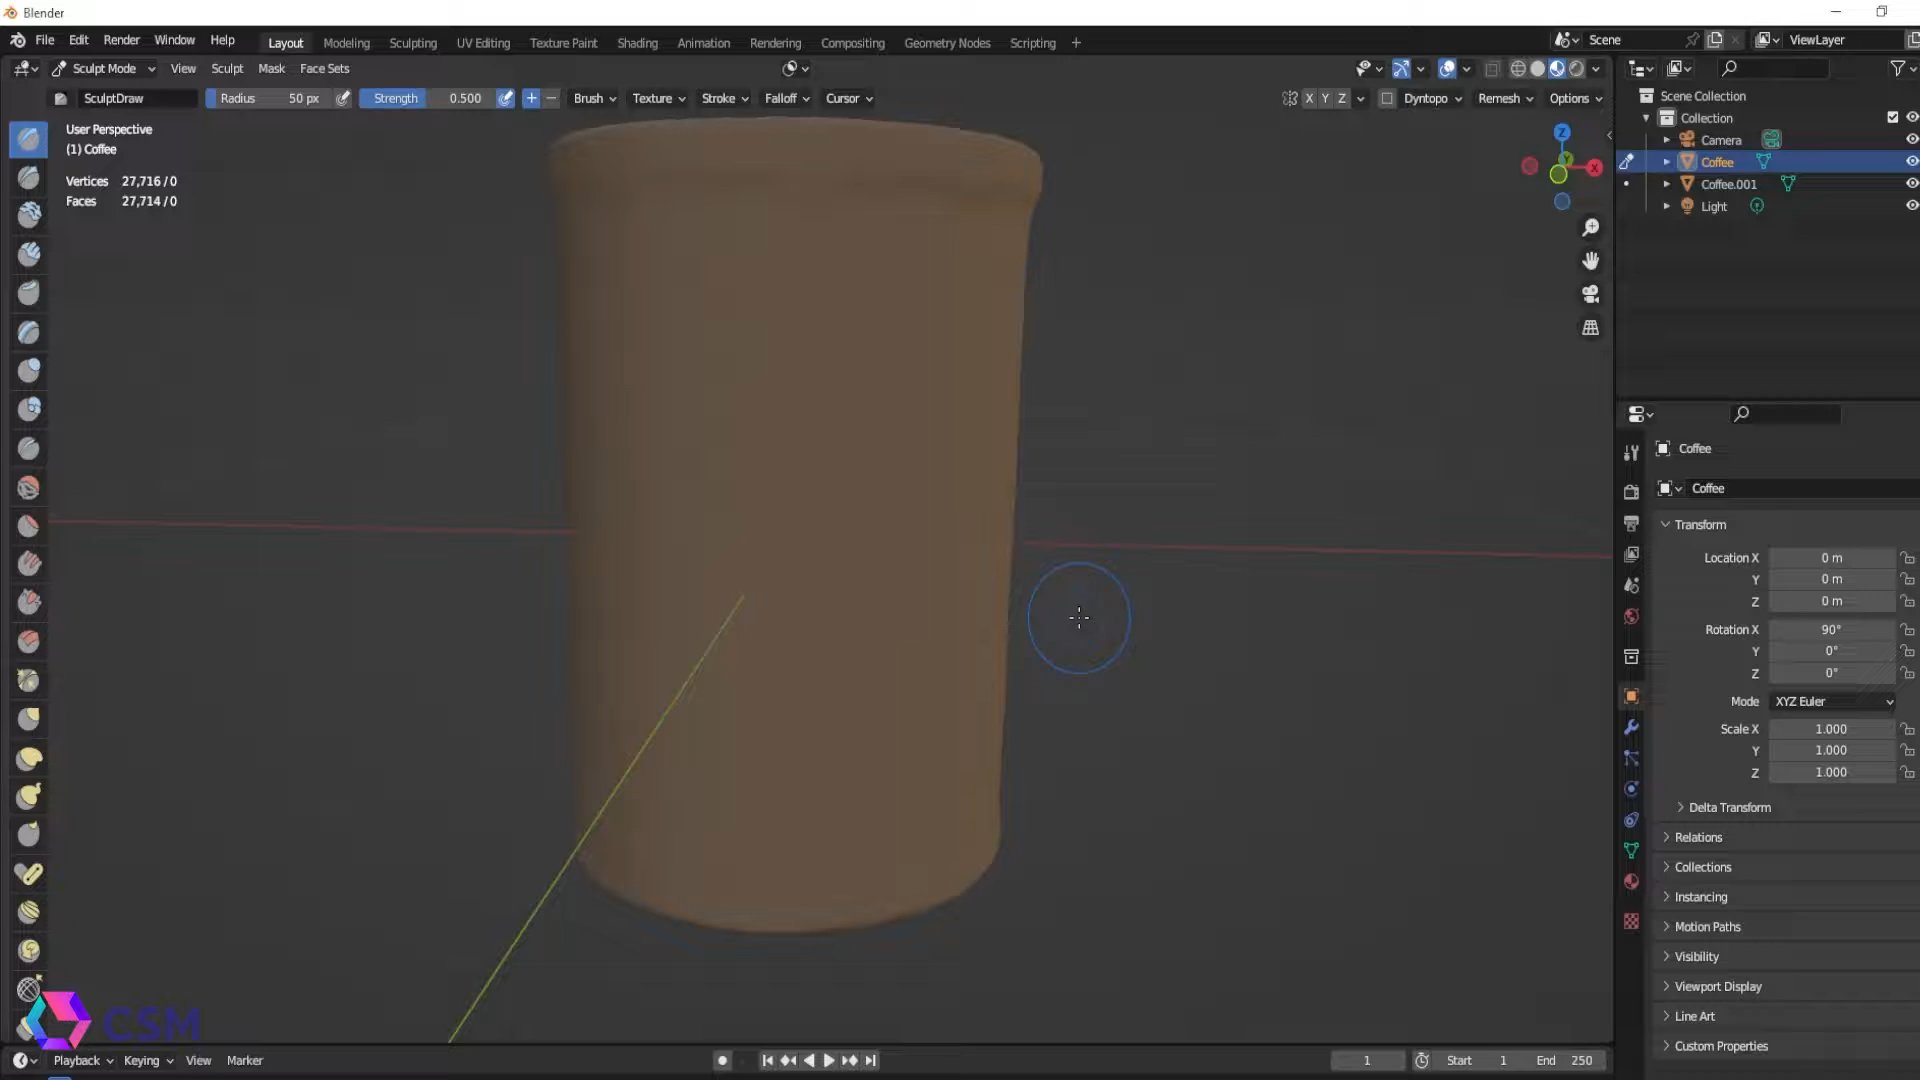 Blender
File Edit Render Window Help Layout Modeling Sculpting UV Editing Texture Paint Shading Animation Rendering Compositing Geometry Nodes Scripting + Scene ViewLayer
Sculpt Mode View Sculpt Mask Face Sets
SculptDraw Radius 50 px Strength 0.500 + − Brush Texture Stroke Falloff Cursor X Y Z Dyntopo Remesh Options
User Perspective
(1) Coffee
Vertices 27,716 / 0
Faces 27,714 / 0
Z
X
Scene Collection
Collection
Camera
Coffee
Coffee.001
Light
Coffee
Coffee
Transform
Location X 0 m
Y 0 m
Z 0 m
Rotation X 90°
Y 0°
Z 0°
Mode XYZ Euler
Scale X 1.000
Y 1.000
Z 1.000
Delta Transform
Relations
Collections
Instancing
Motion Paths
Visibility
Viewport Display
Line Art
Custom Properties
CSM
Playback Keying View Marker 1 Start 1 End 250